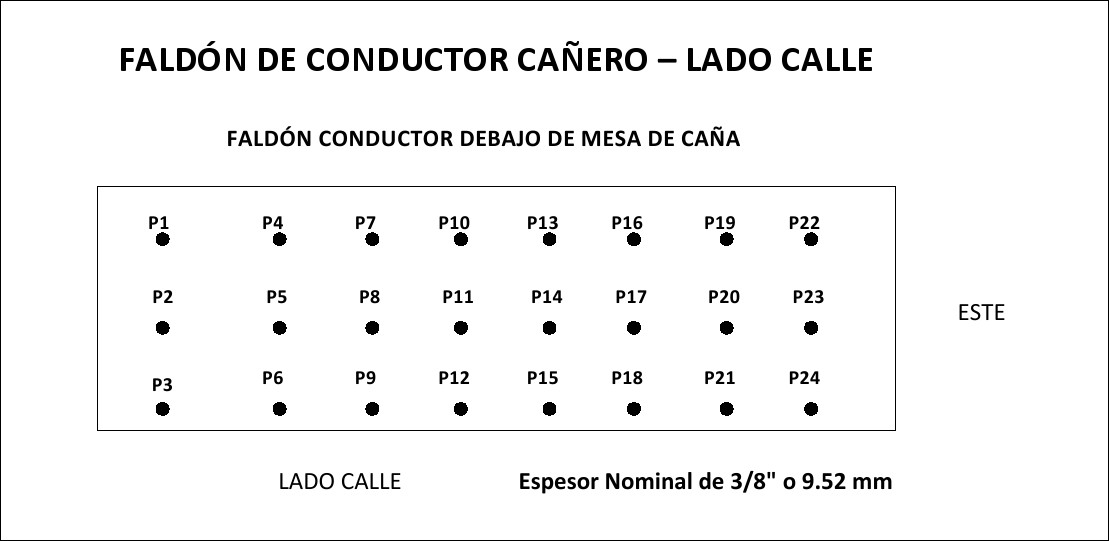 FALDÓN DE CONDUCTOR CAÑERO – LADO CALLE
FALDÓN CONDUCTOR DEBAJO DE MESA DE CAÑA
P1 P4 P7 P10 P13 P16 P19 P22
P2 P5 P8 P11 P14 P17 P20 P23
ESTE
P3 P6 P9 P12 P15 P18 P21 P24
LADO CALLE
Espesor Nominal de 3/8" o 9.52 mm